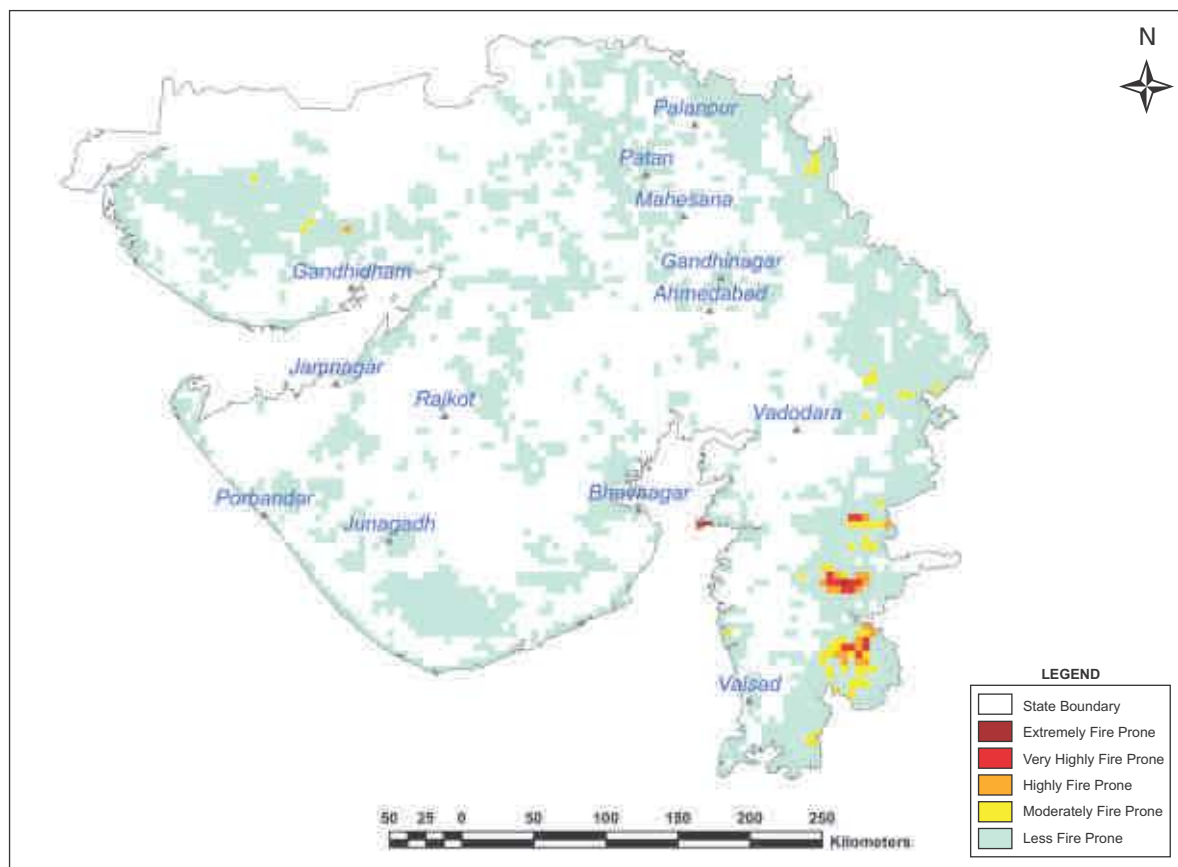 N
Palanpur
Patan
Mahesana
Gandhinagar
Gandhidham
Ahmedabad
Jamnagar
Rajkot
Vadodara
Porbandar
Bhavnagar
Junagadh
Valsad
LEGEND
State Boundary
Extremely Fire Prone
Very Highly Fire Prone
Highly Fire Prone
Moderately Fire Prone
Less Fire Prone
50 25 0 50 100 150 200 250
Kilometers